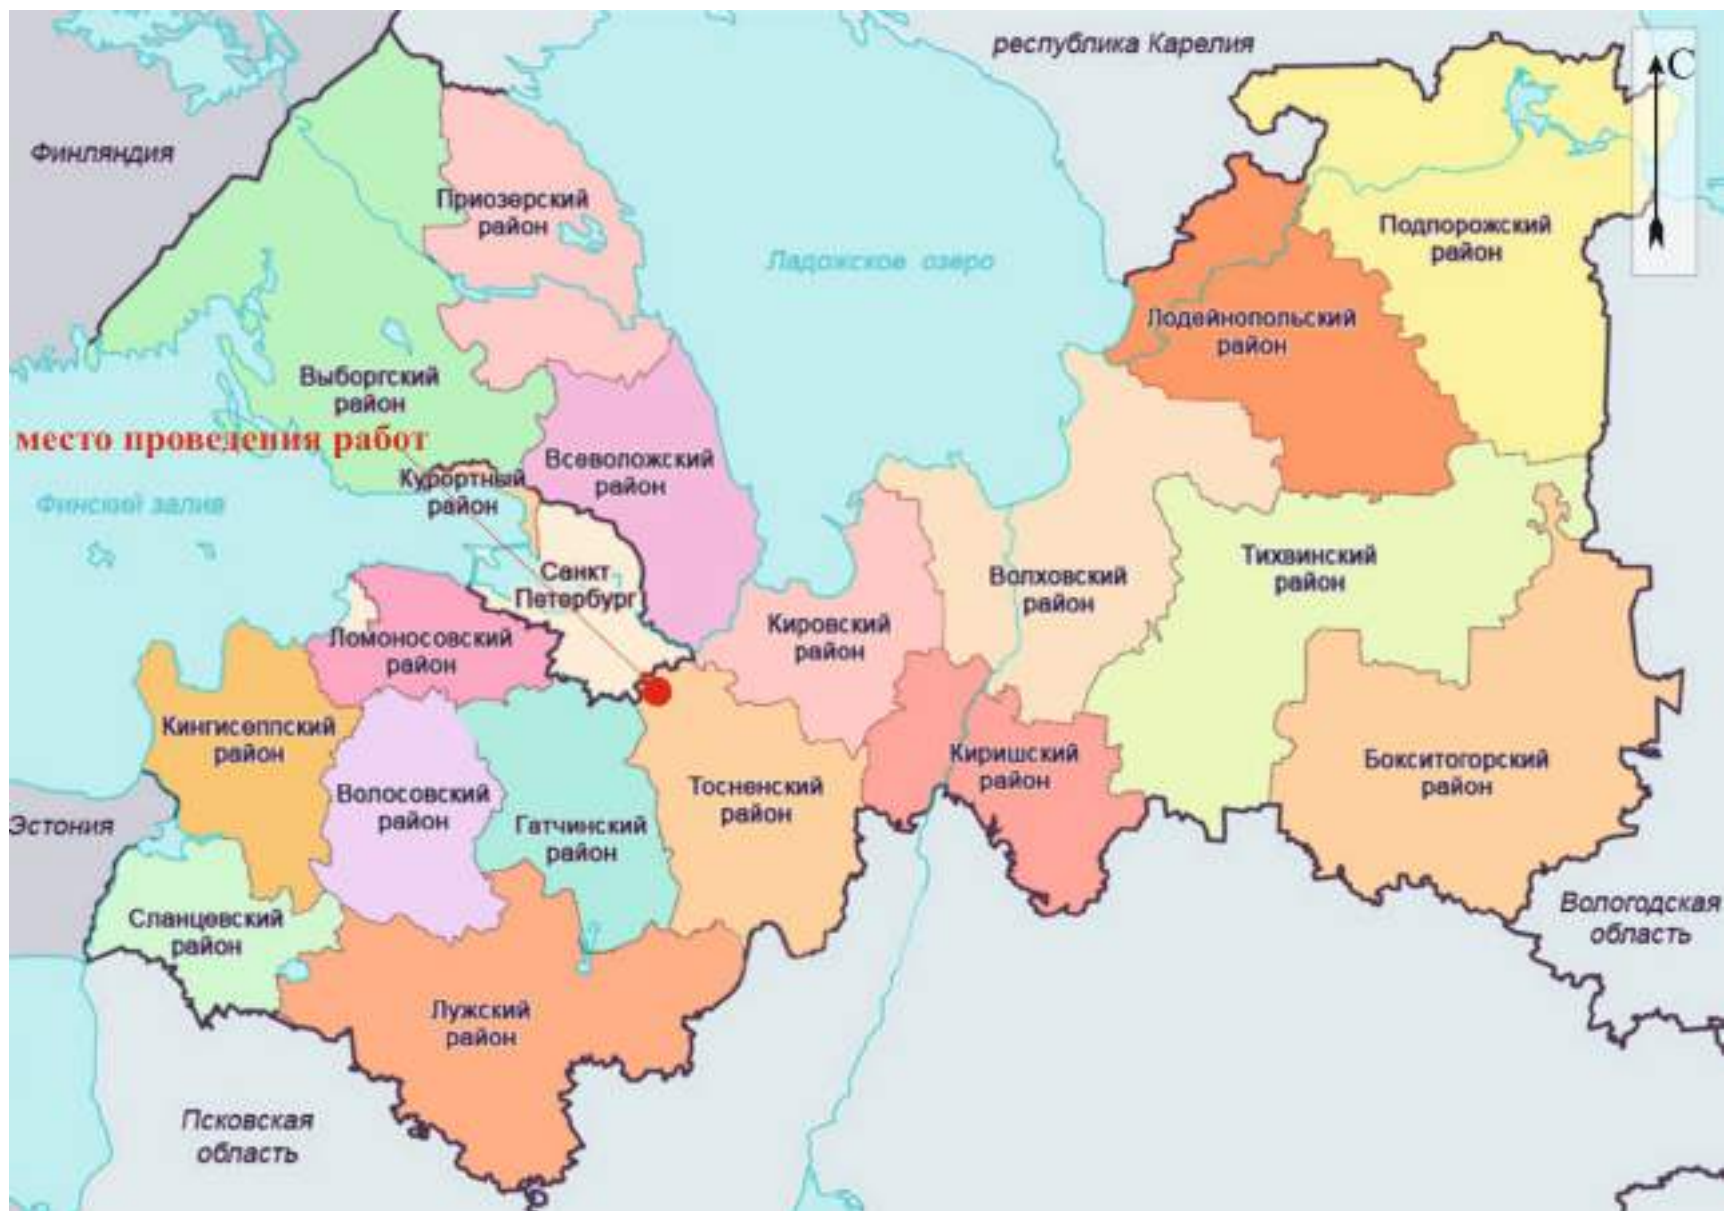 республика Карелия
С
Финляндия
Приозерский
район
Подпорожский
район
Ладожское озеро
Лодейнопольский
район
Выборгский
район
место проведения работ
Всеволожский
район
Курортный
район
Финский залив
Санкт
Петербург
Волховский
район
Тихвинский
район
Кировский
район
Ломоносовский
район
Кингисеппский
район
Киришский
район
Бокситогорский
район
Волосовский
район
Тосненский
район
Гатчинский
район
Эстония
Сланцевский
район
Вологодская
область
Лужский
район
Псковская
область